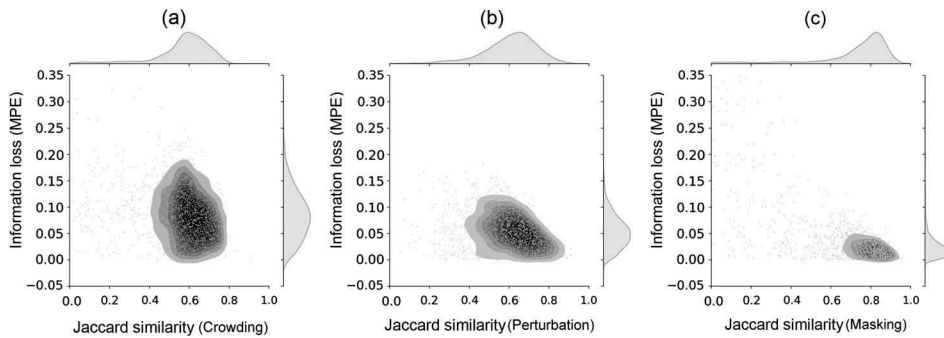 (a)
Information loss (MPE)
0.35
0.30
0.25
0.20
0.15
0.10
0.05
0.00
−0.05
0.0 0.2 0.4 0.6 0.8 1.0
Jaccard similarity (Crowding)
(b)
Information loss (MPE)
0.35
0.30
0.25
0.20
0.15
0.10
0.05
0.00
−0.05
0.0 0.2 0.4 0.6 0.8 1.0
Jaccard similarity (Perturbation)
(c)
Information loss (MPE)
0.35
0.30
0.25
0.20
0.15
0.10
0.05
0.00
−0.05
0.0 0.2 0.4 0.6 0.8 1.0
Jaccard similarity (Masking)